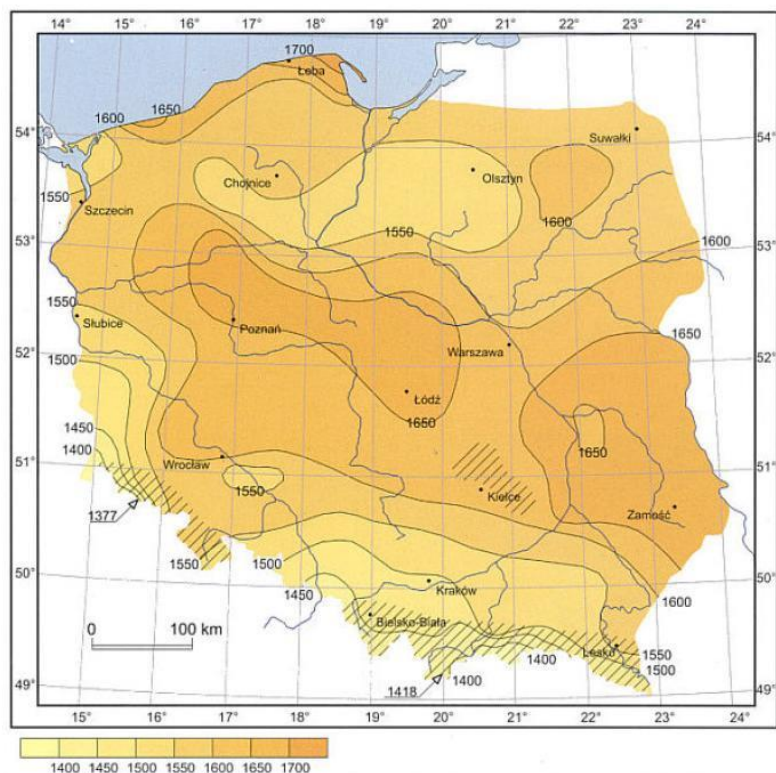 14° 15° 16° 17° 18° 19° 20° 21° 22° 23° 24°
1700
Łeba
1650
1600
54° 54°
Suwałki
Chojnice
Olsztyn
1550
Szczecin
1600
1550
53° 1600 53°
1550
Słubice
1650
Poznań
Warszawa
52° 52°
1500
Łódź
1650
1450
1650
1400
51° Wrocław 51°
1550
Kielce
1377
Zamość
1550
1500
50° 50°
1450
Kraków
1600
0 100 km
Bielsko-Biała
Lesko
1550
1400
1500
49° 1400 49°
1418
15° 16° 17° 18° 19° 20° 21° 22° 23° 24°
1400 1450 1500 1550 1600 1650 1700